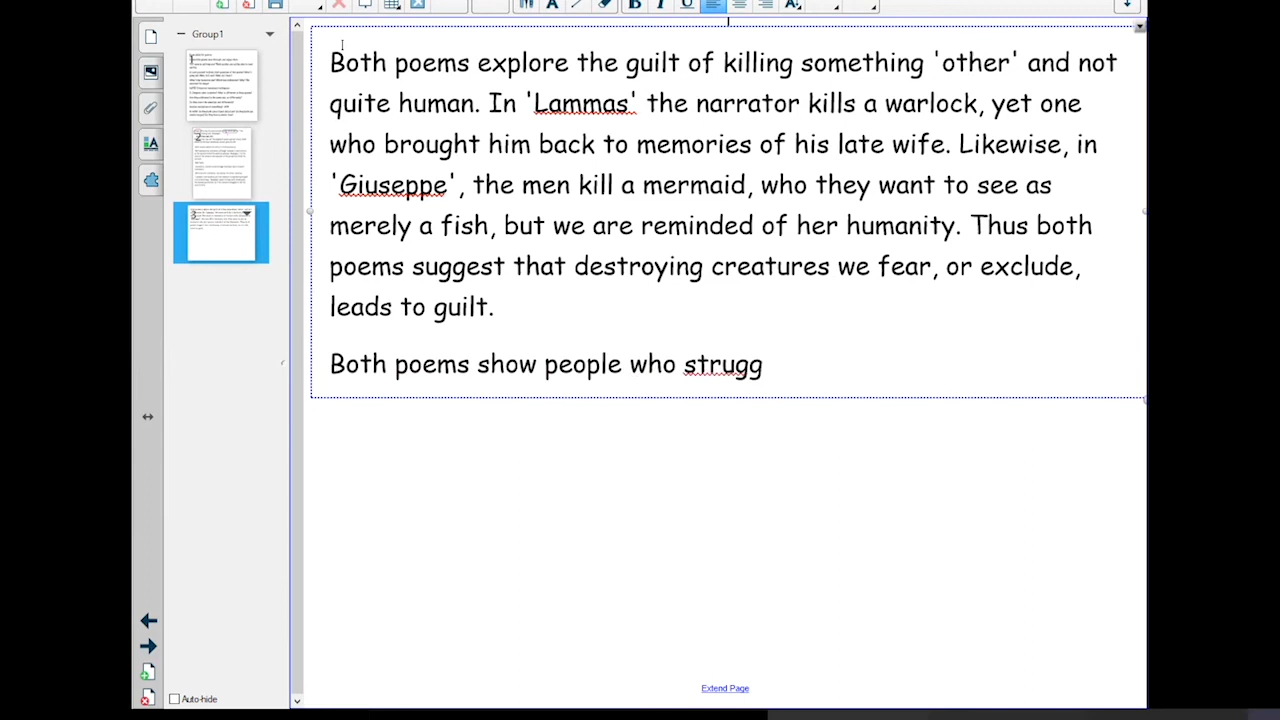 Group1
Both poems explore the guilt of killing something 'other' and not
quite human. In 'Lammas' the narrator kills a warlock, yet one
who brought him back to memories of his late wife. Likewise, in
'Giuseppe', the men kill a mermaid, who they want to see as
merely a fish, but we are reminded of her humanity. Thus both
poems suggest that destroying creatures we fear, or exclude,
leads to guilt.
Both poems show people who strugg
Extend Page
Auto-hide